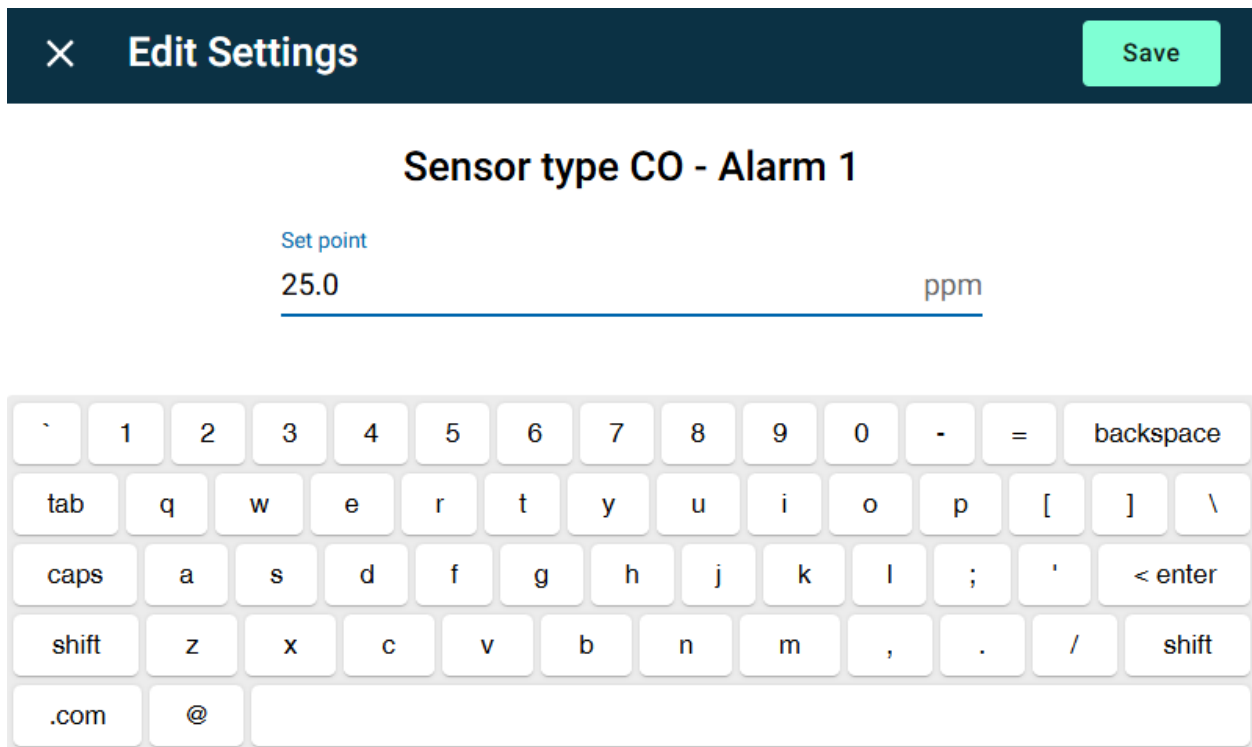 Edit Settings
Save
Sensor type CO - Alarm 1
Set point
25.0 ppm
` 1 2 3 4 5 6 7 8 9 0 - = backspace
tab q w e r t y u i o p [ ] \
caps a s d f g h j k l ; ' < enter
shift z x c v b n m , . / shift
.com @